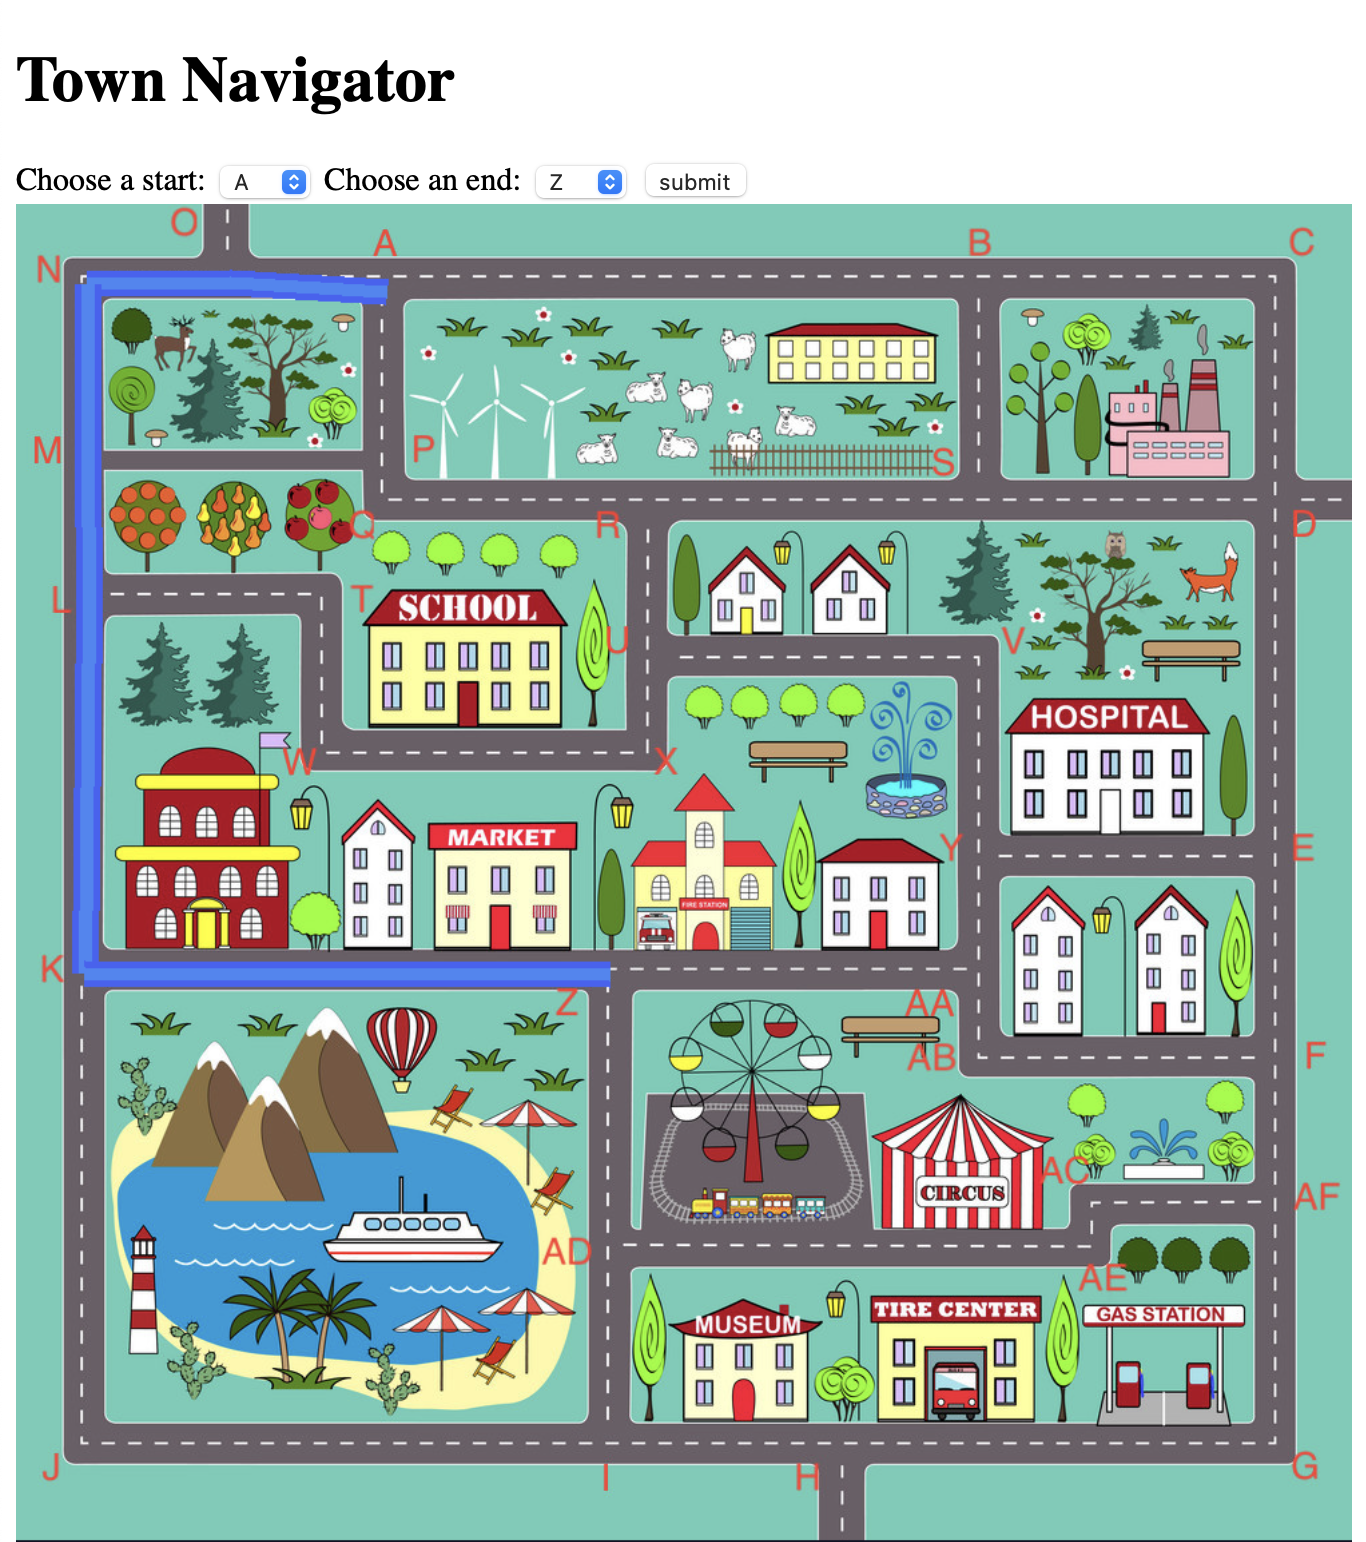 Town Navigator
Choose a start: A Choose an end: Z submit
O
A
B
C
N
M
P
S
Q
R
D
L
T
SCHOOL
U
V
HOSPITAL
W
X
MARKET
Y
E
FIRE STATION
K
Z
AA
AB
F
AC
CIRCUS
AF
AD
AE
MUSEUM
TIRE CENTER
GAS STATION
J
I
H
G